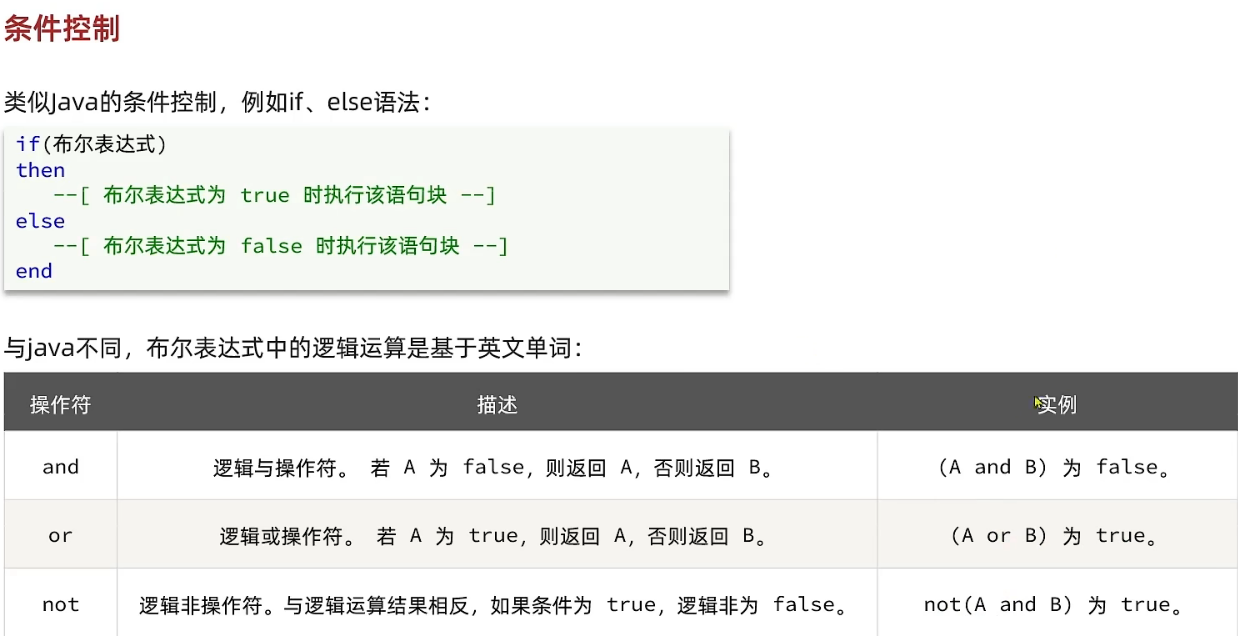 条件控制
类似Java的条件控制，例如if、else语法：
if(布尔表达式)
then
--[ 布尔表达式为 true 时执行该语句块 --]
else
--[ 布尔表达式为 false 时执行该语句块 --]
end
与java不同，布尔表达式中的逻辑运算是基于英文单词：
操作符 描述 实例
and 逻辑与操作符。 若 A 为 false，则返回 A，否则返回 B。 (A and B) 为 false。
or 逻辑或操作符。 若 A 为 true，则返回 A，否则返回 B。 (A or B) 为 true。
not 逻辑非操作符。与逻辑运算结果相反，如果条件为 true，逻辑非为 false。 not(A and B) 为 true。